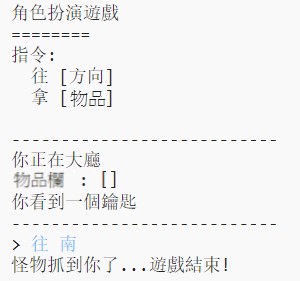 角色扮演遊戲
========
指令:
往 [方向]
拿 [物品]
---------------------------
你正在大廳
物品欄 : []
你看到一個鑰匙
---------------------------
> 往 南
怪物抓到你了...遊戲結束!